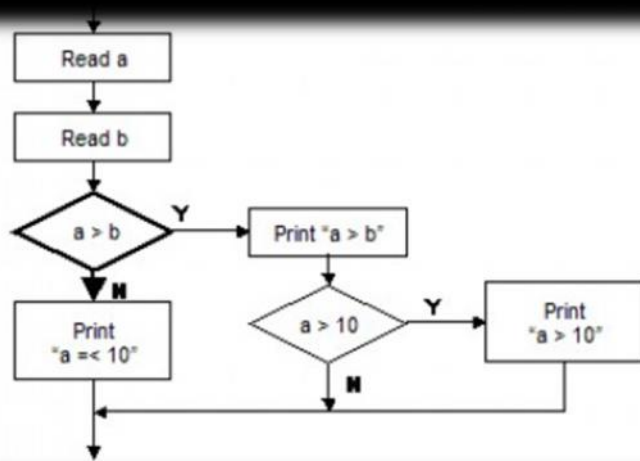 Read a
Read b
a > b
Y
Print "a > b"
N
Print
"a =< 10"
a > 10
Y
Print
"a > 10"
N